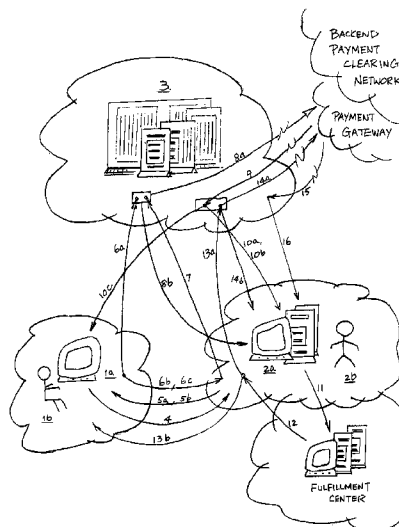 BACKEND
PAYMENT
CLEARING
NETWORK
PAYMENT
GATEWAY
3
8a
9
14a
15
6a
10c
8b
7
13a
10a,
10b
14b
16
1a
1b
6b, 6c
5a, 5b
4
13b
2a
2b
11
12
FULFILLMENT
CENTER